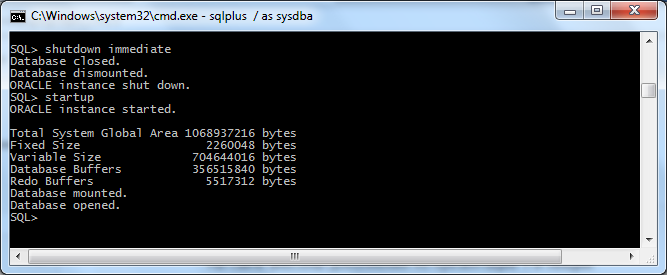 C:\Windows\system32\cmd.exe - sqlplus  / as sysdba
SQL> shutdown immediate
Database closed.
Database dismounted.
ORACLE instance shut down.
SQL> startup
ORACLE instance started.
Total System Global Area 1068937216 bytes
Fixed Size                  2260048 bytes
Variable Size             704644016 bytes
Database Buffers          356515840 bytes
Redo Buffers                5517312 bytes
Database mounted.
Database opened.
SQL>